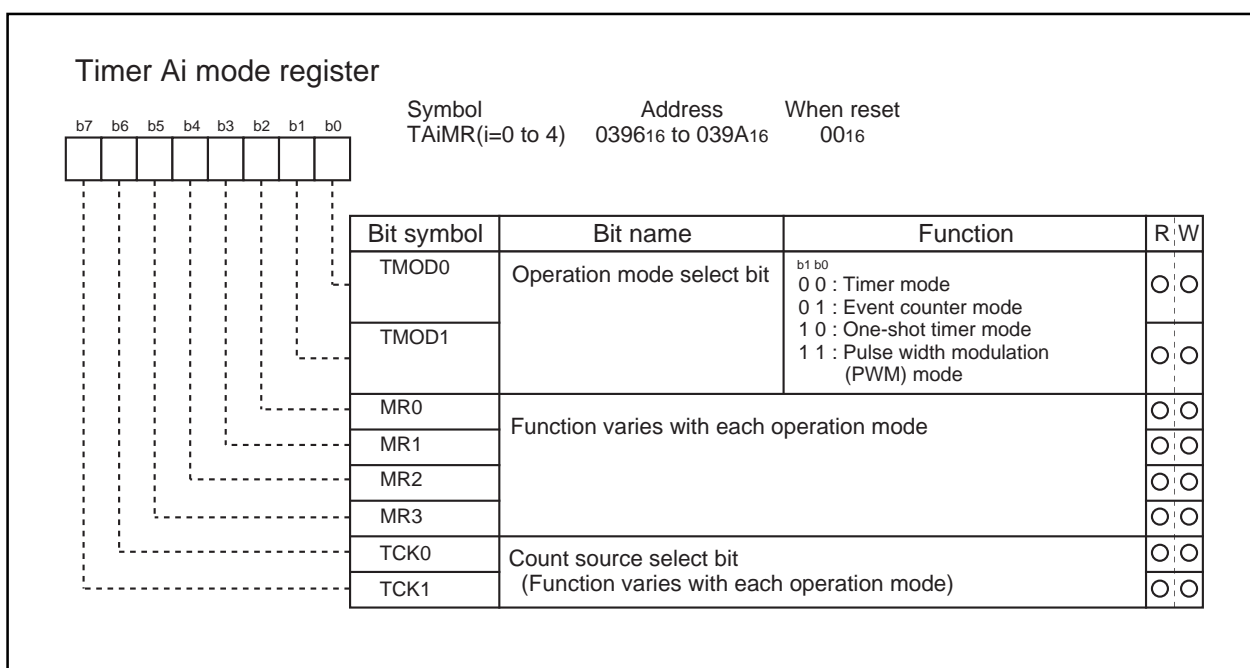 Timer Ai mode register
Symbol Address When reset
TAiMR(i=0 to 4) 039616 to 039A16 0016
b7 b6 b5 b4 b3 b2 b1 b0
Bit symbol Bit name Function R W
TMOD0 Operation mode select bit b1 b0
0 0 : Timer mode
0 1 : Event counter mode
1 0 : One-shot timer mode
TMOD1 1 1 : Pulse width modulation
(PWM) mode
MR0 Function varies with each operation mode
MR1
MR2
MR3
TCK0 Count source select bit
TCK1 (Function varies with each operation mode)